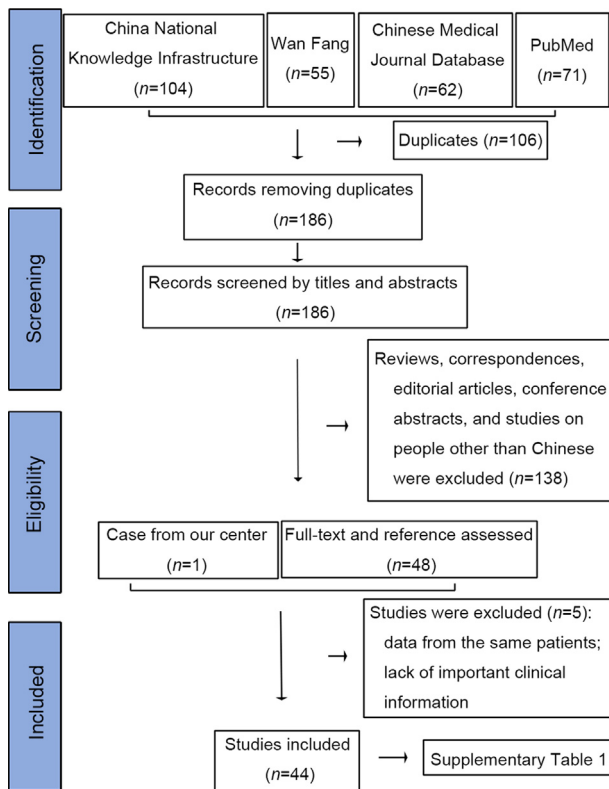 Identification
China National
Knowledge Infrastructure
(n=104)
Wan Fang
(n=55)
Chinese Medical
Journal Database
(n=62)
PubMed
(n=71)
Duplicates (n=106)
Records removing duplicates
(n=186)
Screening
Records screened by titles and abstracts
(n=186)
Reviews, correspondences,
editorial articles, conference
abstracts, and studies on
people other than Chinese
were excluded (n=138)
Eligibility
Case from our center
(n=1)
Full-text and reference assessed
(n=48)
Studies were excluded (n=5):
data from the same patients;
lack of important clinical
information
Included
Studies included
(n=44)
Supplementary Table 1